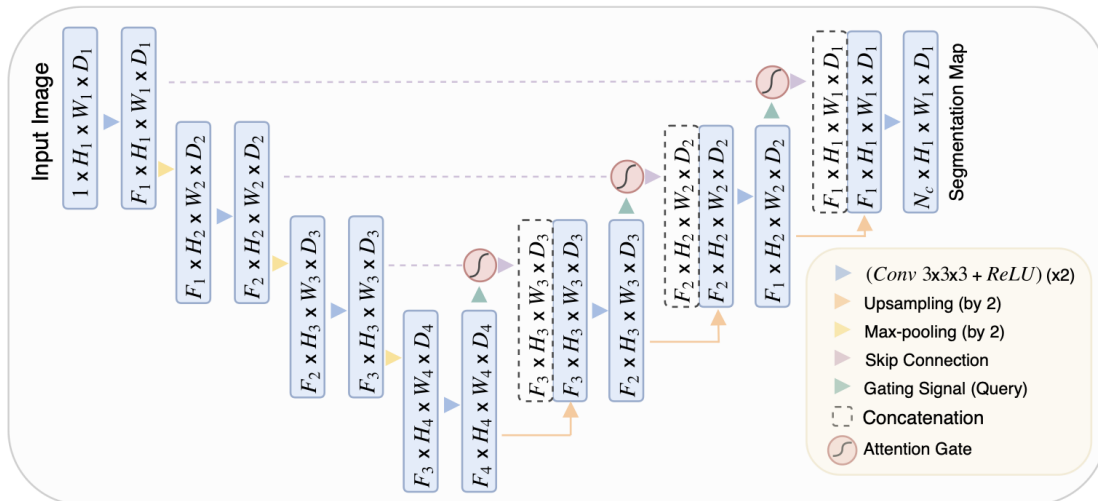 Input Image
1 x H₁ x W₁ x D₁
F₁ x H₁ x W₁ x D₁
F₁ x H₂ x W₂ x D₂
F₂ x H₂ x W₂ x D₂
F₂ x H₃ x W₃ x D₃
F₃ x H₃ x W₃ x D₃
F₃ x H₄ x W₄ x D₄
F₄ x H₄ x W₄ x D₄
F₃ x H₃ x W₃ x D₃
F₃ x H₃ x W₃ x D₃
F₂ x H₃ x W₃ x D₃
F₂ x H₂ x W₂ x D₂
F₂ x H₂ x W₂ x D₂
F₁ x H₂ x W₂ x D₂
F₁ x H₁ x W₁ x D₁
F₁ x H₁ x W₁ x D₁
N_c x H₁ x W₁ x D₁
Segmentation Map
(Conv 3x3x3 + ReLU) (x2)
Upsampling (by 2)
Max-pooling (by 2)
Skip Connection
Gating Signal (Query)
Concatenation
Attention Gate